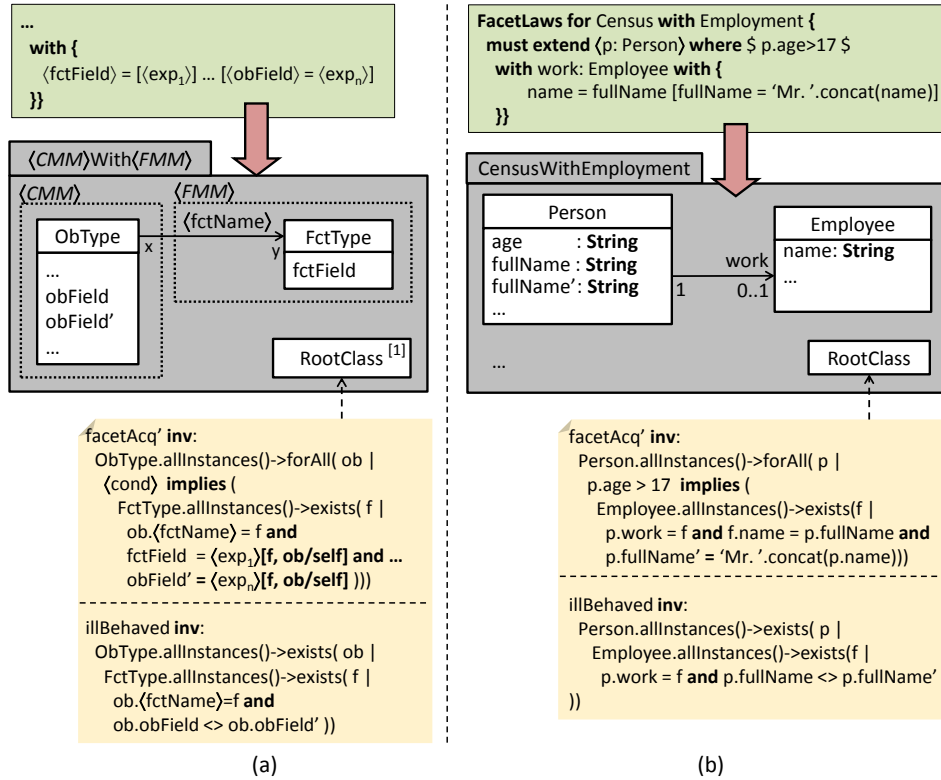 ...
with {
⟨fctField⟩ = [⟨exp₁⟩] ... [⟨obField⟩ = ⟨expₙ⟩]
}}
⟨CMM⟩With⟨FMM⟩
⟨CMM⟩
⟨FMM⟩
⟨fctName⟩
ObType
x
y
FctType
...
obField
obField’
...
fctField
RootClass [1]
facetAcq’ inv:
ObType.allInstances()->forAll( ob |
⟨cond⟩ implies (
FctType.allInstances()->exists( f |
ob.⟨fctName⟩ = f and
fctField = ⟨exp₁⟩[f, ob/self] and ...
obField’ = ⟨expₙ⟩[f, ob/self] )))
illBehaved inv:
ObType.allInstances()->exists( ob |
FctType.allInstances()->exists( f |
ob.⟨fctName⟩=f and
ob.obField <> ob.obField’ ))
(a)
FacetLaws for Census with Employment {
must extend ⟨p: Person⟩ where $ p.age>17 $
with work: Employee with {
name = fullName [fullName = ‘Mr. ’.concat(name)]
}}
CensusWithEmployment
Person
age : String
fullName : String
fullName’ : String
...
work
1
0..1
Employee
name: String
...
...
RootClass
facetAcq’ inv:
Person.allInstances()->forAll( p |
p.age > 17 implies (
Employee.allInstances()->exists(f |
p.work = f and f.name = p.fullName and
p.fullName’ = ‘Mr. ’.concat(p.name)))
illBehaved inv:
Person.allInstances()->exists( p |
Employee.allInstances()->exists(f |
p.work = f and p.fullName <> p.fullName’
))
(b)